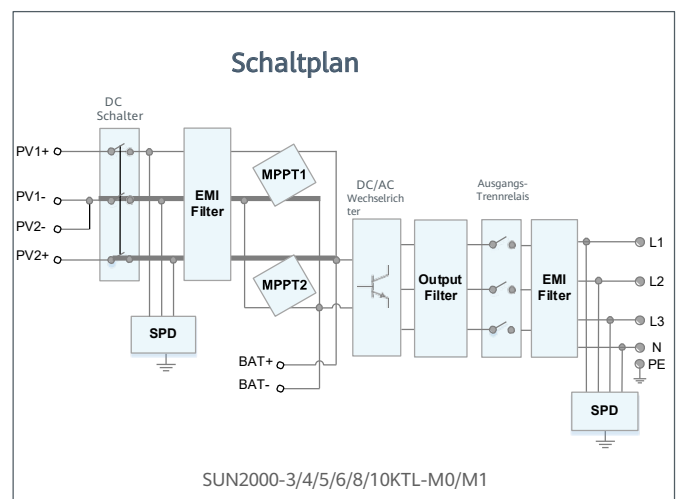 Schaltplan
DC
Schalter
PV1+
PV1-
PV2-
PV2+
EMI
Filter
MPPT1
MPPT2
SPD
BAT+
BAT-
DC/AC
Wechselrich
ter
Output
Filter
Ausgangs-
Trennrelais
EMI
Filter
L1
L2
L3
N
PE
SPD
SUN2000-3/4/5/6/8/10KTL-M0/M1